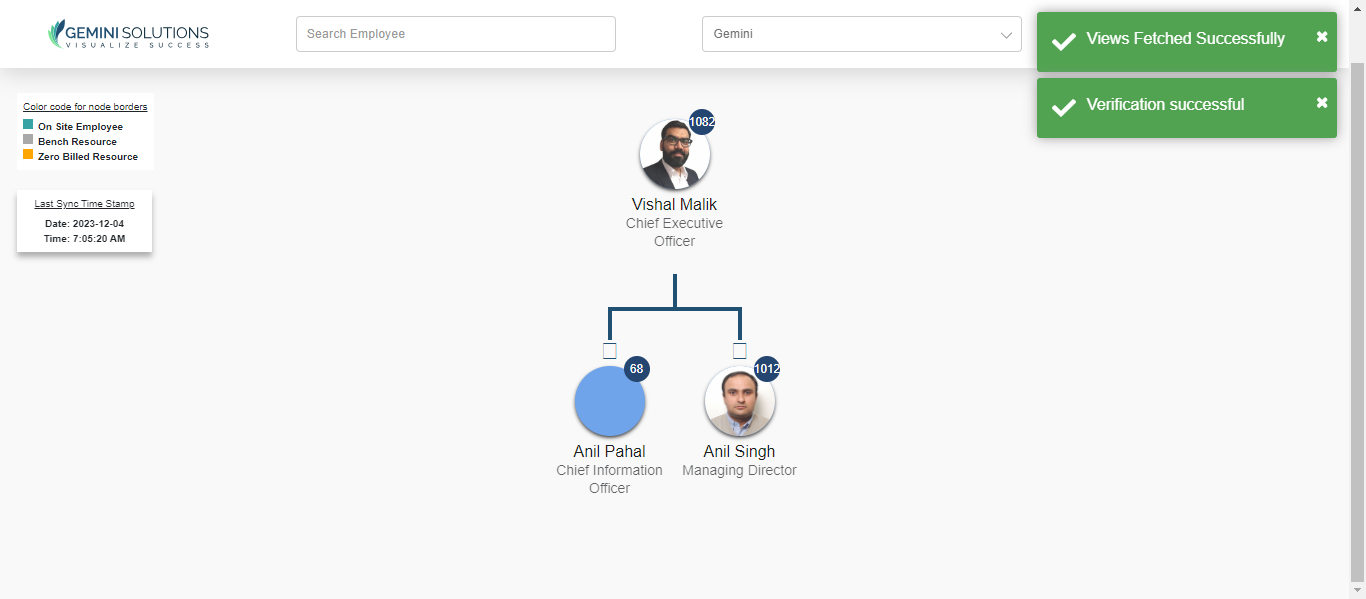 GEMINI SOLUTIONS
VISUALIZE SUCCESS
Search Employee
Gemini
Views Fetched Successfully
Verification successful
Color code for node borders
On Site Employee
Bench Resource
Zero Billed Resource
Last Sync Time Stamp
Date: 2023-12-04
Time: 7:05:20 AM
1082
Vishal Malik
Chief Executive
Officer
68
Anil Pahal
Chief Information
Officer
1012
Anil Singh
Managing Director